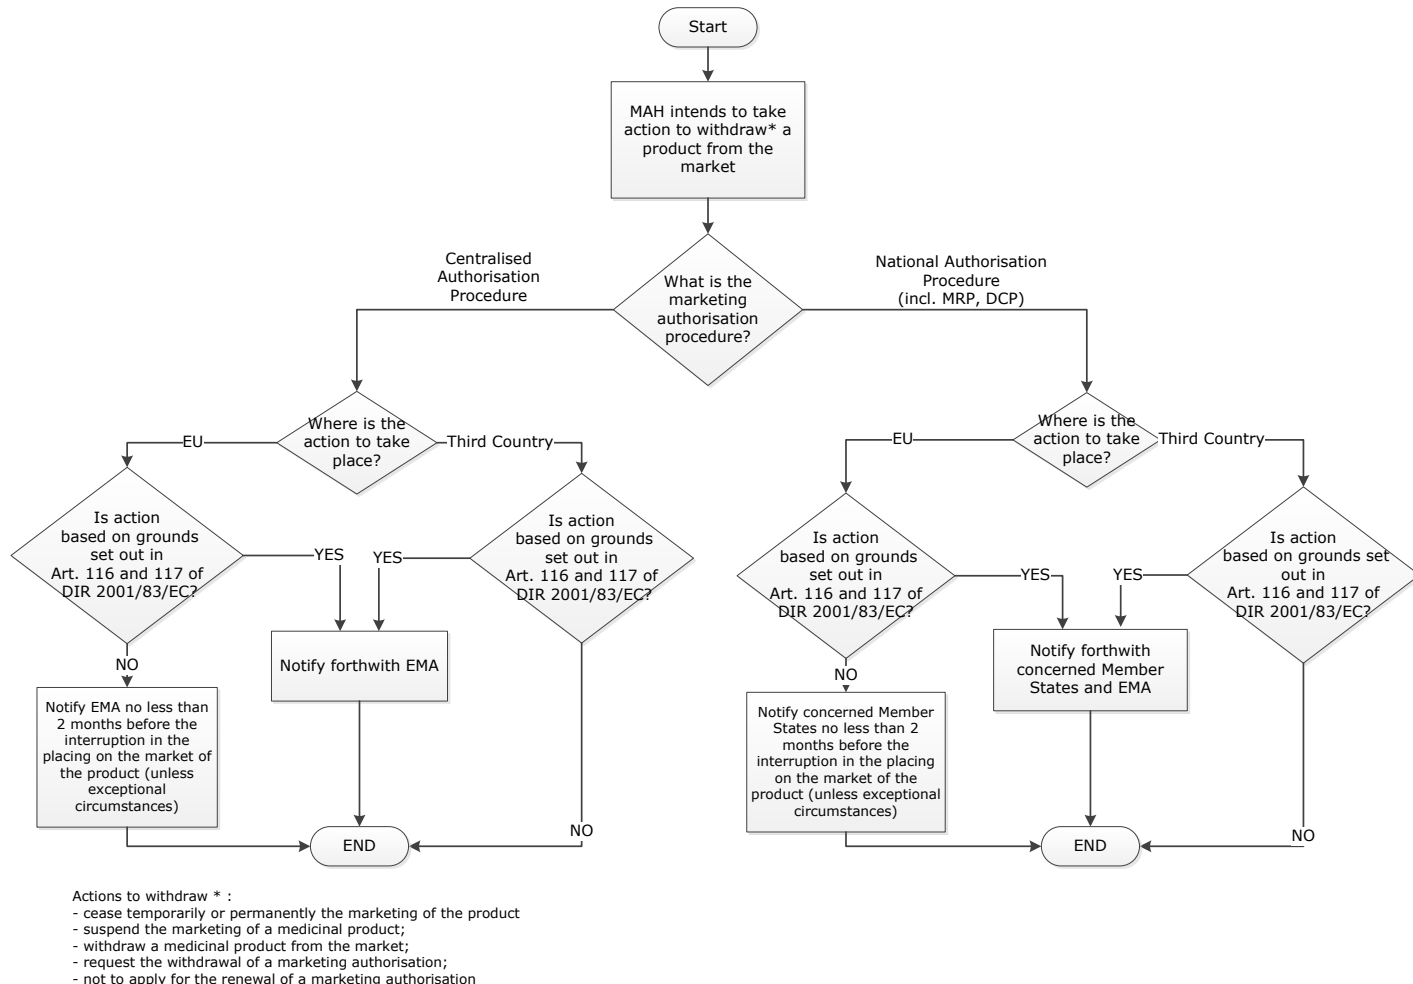 Start
MAH intends to take
action to withdraw* a
product from the
market
What is the
marketing
authorisation
procedure?
Centralised
Authorisation
Procedure
National Authorisation
Procedure
(incl. MRP, DCP)
Where is the
action to take
place?
EU
Third Country
Is action
based on grounds
set out in
Art. 116 and 117 of
DIR 2001/83/EC?
YES
NO
Is action
based on grounds
set out in
Art. 116 and 117 of
DIR 2001/83/EC?
YES
NO
Notify forthwith EMA
Notify EMA no less than
2 months before the
interruption in the
placing on the market of
the product (unless
exceptional
circumstances)
END
Where is the
action to take
place?
EU
Third Country
Is action
based on grounds
set out in
Art. 116 and 117 of
DIR 2001/83/EC?
YES
NO
Is action
based on grounds set
out in
Art. 116 and 117 of
DIR 2001/83/EC?
YES
NO
Notify forthwith
concerned Member
States and EMA
Notify concerned Member
States no less than 2
months before the
interruption in the placing
on the market of the
product (unless exceptional
circumstances)
END
Actions to withdraw * :
- cease temporarily or permanently the marketing of the product
- suspend the marketing of a medicinal product;
- withdraw a medicinal product from the market;
- request the withdrawal of a marketing authorisation;
- not to apply for the renewal of a marketing authorisation